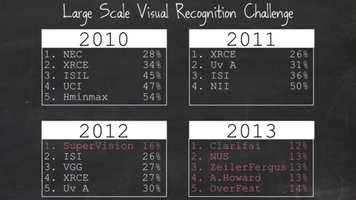 Large Scale Visual Recognition Challenge
2010
1. NEC 28%
2. XRCE 34%
3. ISIL 45%
4. UCI 47%
5. Hminmax 54%
2011
1. XRCE 26%
2. Uv A 31%
3. ISI 36%
4. NII 50%
2012
1. SuperVision 16%
2. ISI 26%
3. VGG 27%
4. XRCE 27%
5. Uv A 30%
2013
1. Clarifai 12%
2. NUS 13%
3. ZeilerFergus 13%
4. A.Howard 13%
5. OverFeat 14%